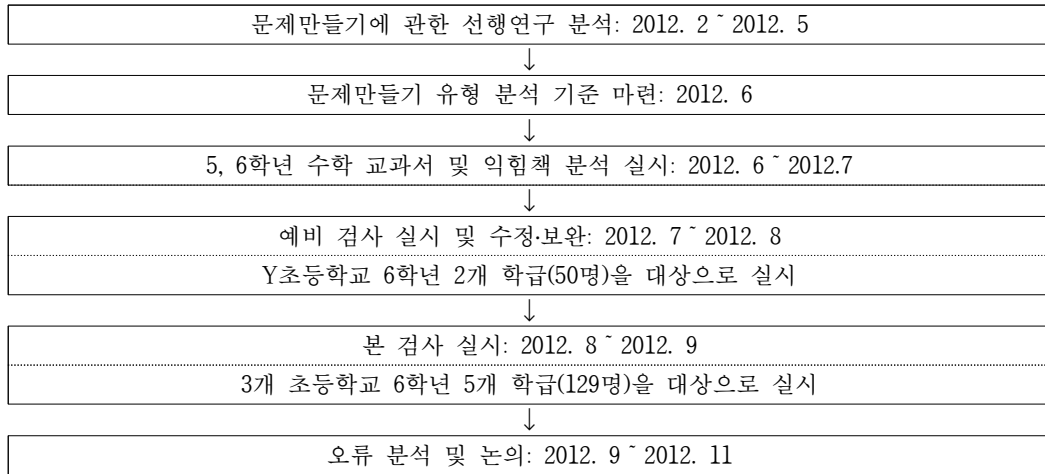 문제만들기에 관한 선행연구 분석: 2012. 2 ~ 2012. 5
↓
문제만들기 유형 분석 기준 마련: 2012. 6
↓
5, 6학년 수학 교과서 및 익힘책 분석 실시: 2012. 6 ~ 2012.7
↓
예비 검사 실시 및 수정·보완: 2012. 7 ~ 2012. 8
Y초등학교 6학년 2개 학급(50명)을 대상으로 실시
↓
본 검사 실시: 2012. 8 ~ 2012. 9
3개 초등학교 6학년 5개 학급(129명)을 대상으로 실시
↓
오류 분석 및 논의: 2012. 9 ~ 2012. 11